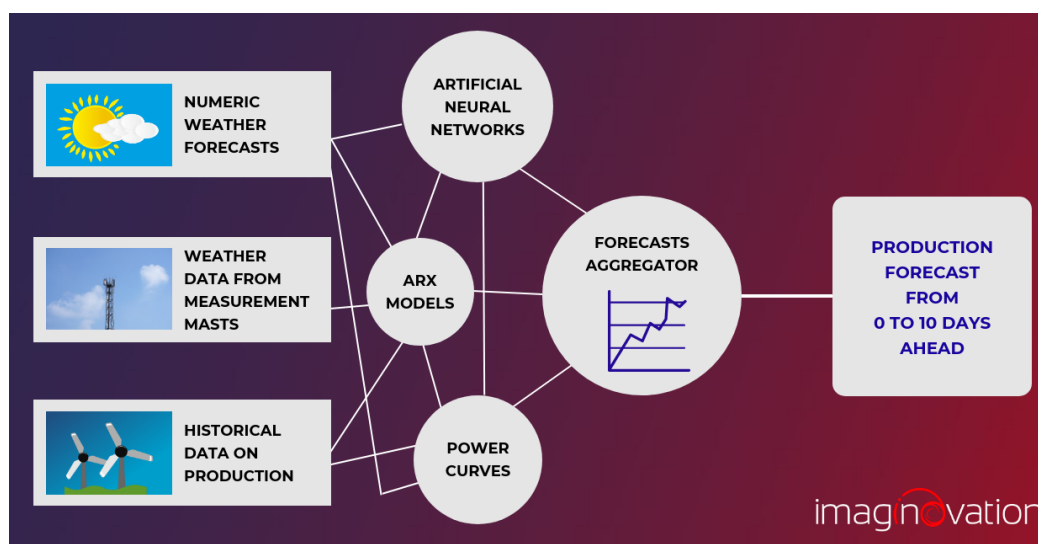 NUMERIC
WEATHER
FORECASTS
WEATHER
DATA FROM
MEASUREMENT
MASTS
HISTORICAL
DATA ON
PRODUCTION
ARTIFICIAL
NEURAL
NETWORKS
ARX
MODELS
POWER
CURVES
FORECASTS
AGGREGATOR
PRODUCTION
FORECAST
FROM
0 TO 10 DAYS
AHEAD
imaginovation